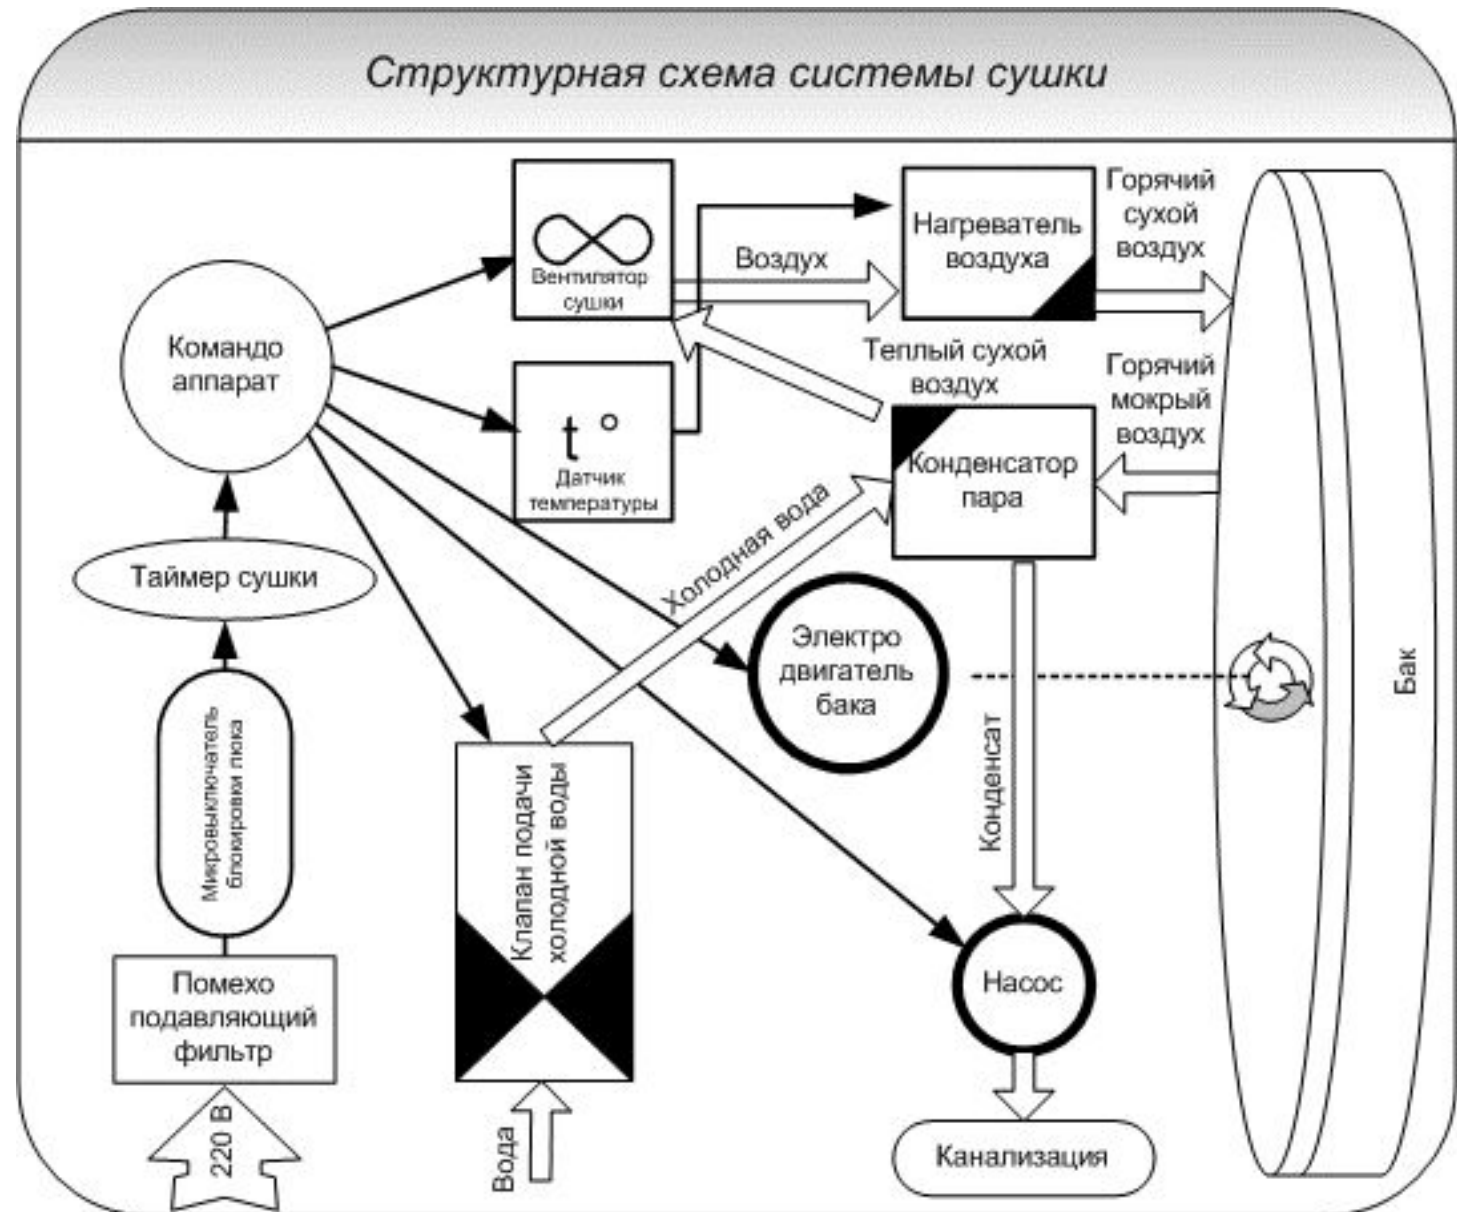 Структурная схема системы сушки
Вентилятор
сушки
Воздух
Нагреватель
воздуха
Горячий
сухой
воздух
Командо
аппарат
t °
Датчик
температуры
Теплый сухой
воздух
Горячий
мокрый
воздух
Конденсатор
пара
Холодная вода
Таймер сушки
Электро
двигатель
бака
Бак
Микровыключатель
блокировки люка
Клапан подачи
холодной воды
Конденсат
Помехо
подавляющий
фильтр
Насос
220 В
Вода
Канализация